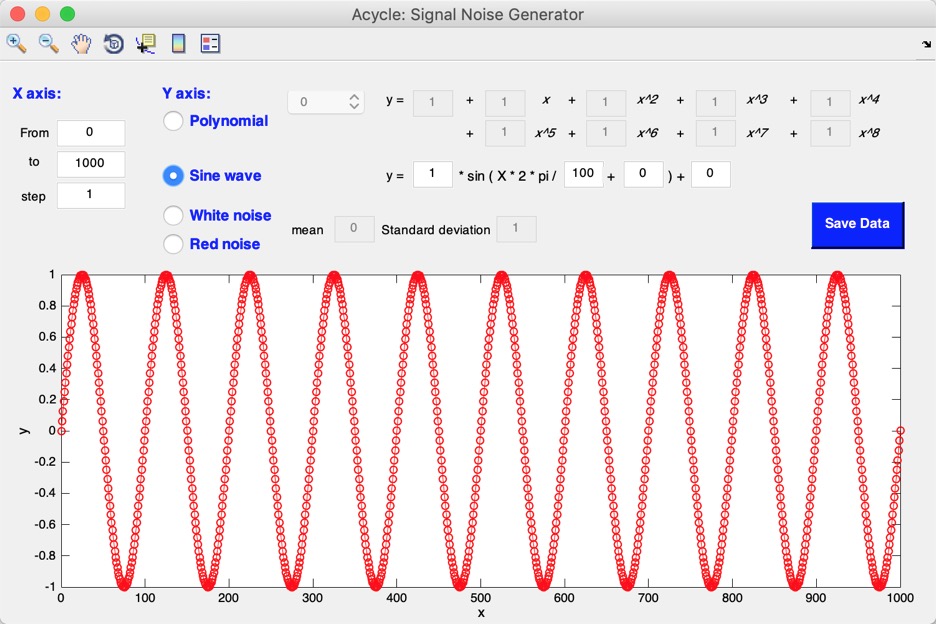 Acycle: Signal Noise Generator
X axis:
Y axis:
0
y = 1 + 1 x + 1 x^2 + 1 x^3 + 1 x^4
Polynomial
From 0
+ 1 x^5 + 1 x^6 + 1 x^7 + 1 x^8
to 1000
Sine wave
y = 1 * sin ( X * 2 * pi / 100 + 0 ) + 0
step 1
White noise
mean 0 Standard deviation 1
Save Data
Red noise
1
0.8
0.6
0.4
0.2
0
-0.2
-0.4
-0.6
-0.8
-1
y
0 100 200 300 400 500 600 700 800 900 1000
x